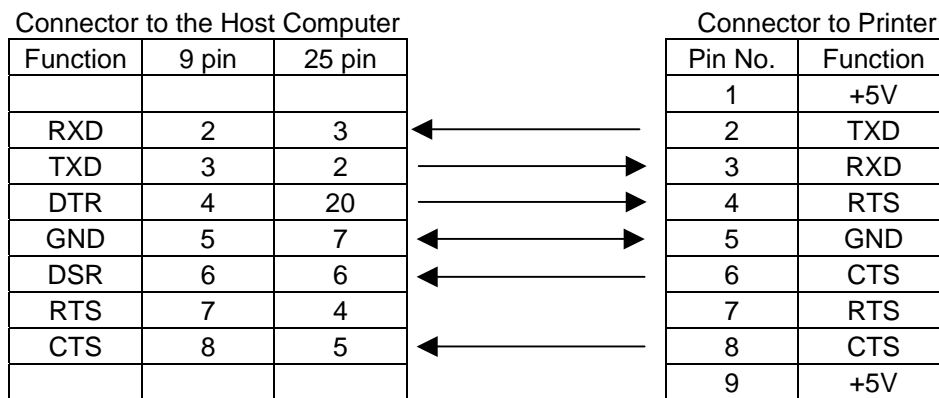 Connector to the Host Computer Connector to Printer
Function 9 pin 25 pin Pin No. Function
1 +5V
RXD 2 3 2 TXD
TXD 3 2 3 RXD
DTR 4 20 4 RTS
GND 5 7 5 GND
DSR 6 6 6 CTS
RTS 7 4 7 RTS
CTS 8 5 8 CTS
9 +5V